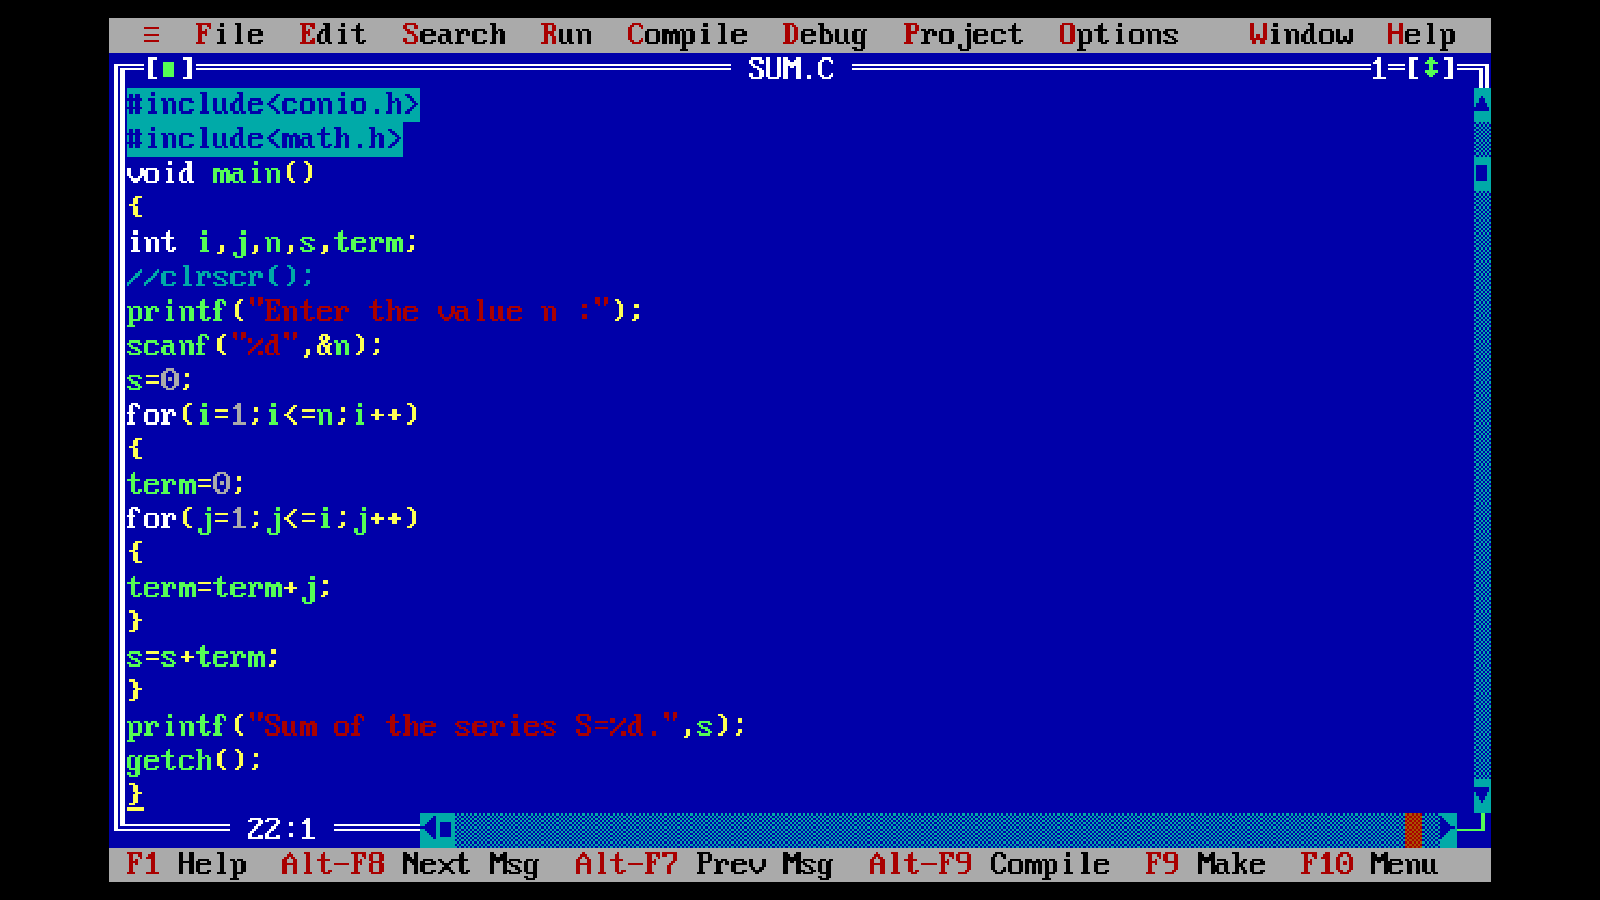 ≡ File Edit Search Run Compile Debug Project Options Window Help
[■] SUM.C 1=[↕]
#include<conio.h>
#include<math.h>
void main()
{
int i,j,n,s,term;
//clrscr();
printf("Enter the value n :");
scanf("%d",&n);
s=0;
for(i=1;i<=n;i++)
{
term=0;
for(j=1;j<=i;j++)
{
term=term+j;
}
s=s+term;
}
printf("Sum of the series S=%d.",s);
getch();
}
22:1
F1 Help Alt-F8 Next Msg Alt-F7 Prev Msg Alt-F9 Compile F9 Make F10 Menu